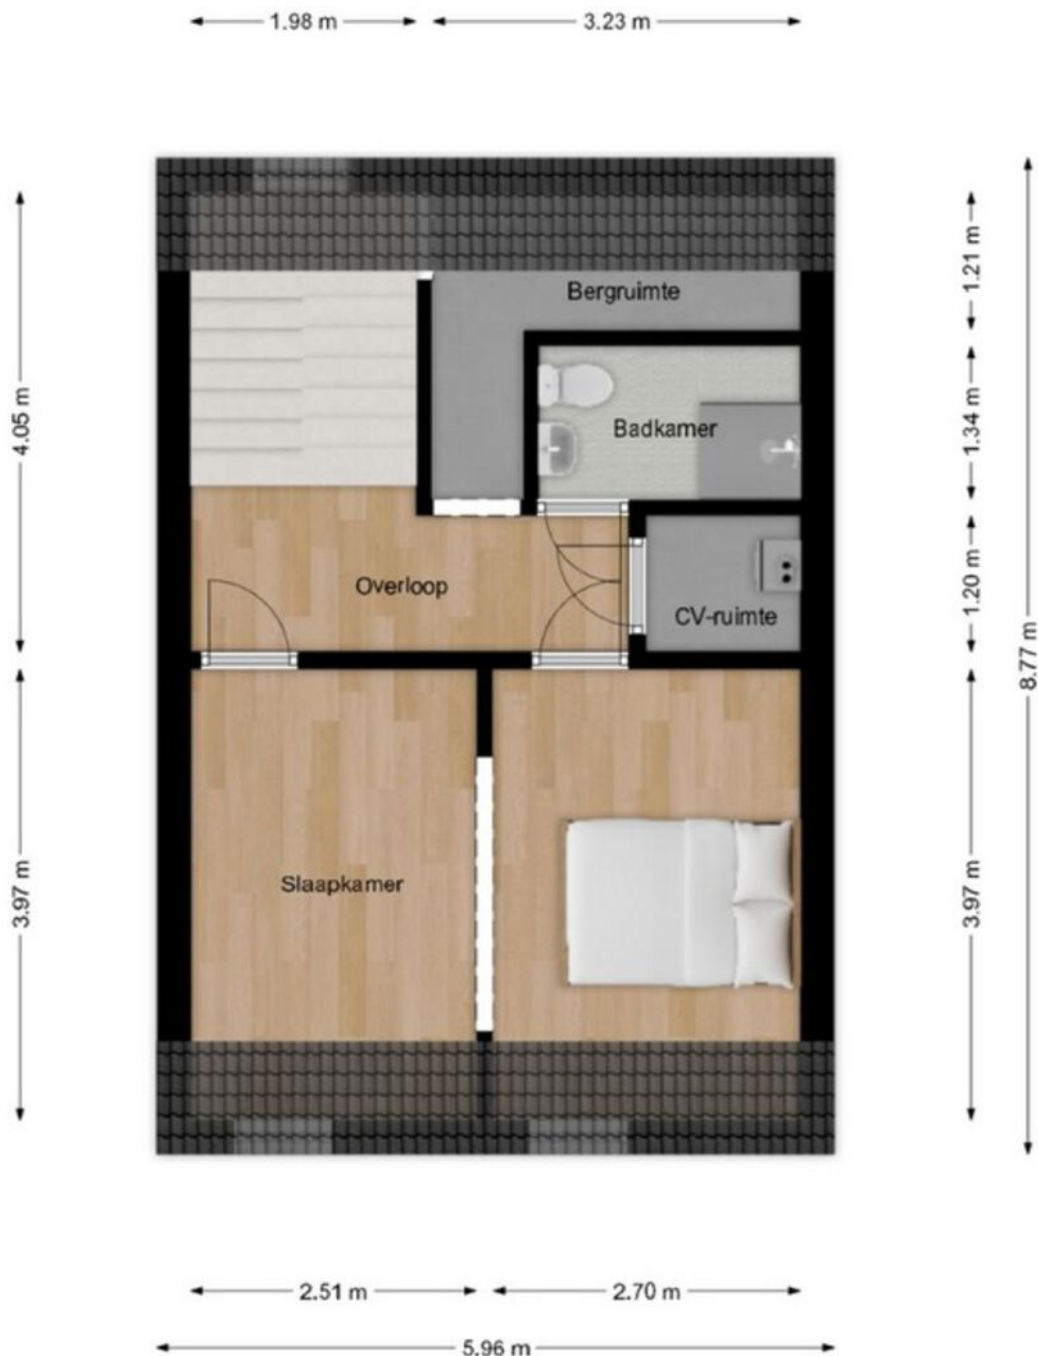 1.98 m
3.23 m
1.21 m
Bergruimte
4.05 m
1.34 m
Badkamer
1.20 m
Overloop
CV-ruimte
8.77 m
3.97 m
Slaapkamer
3.97 m
2.51 m
2.70 m
5.96 m